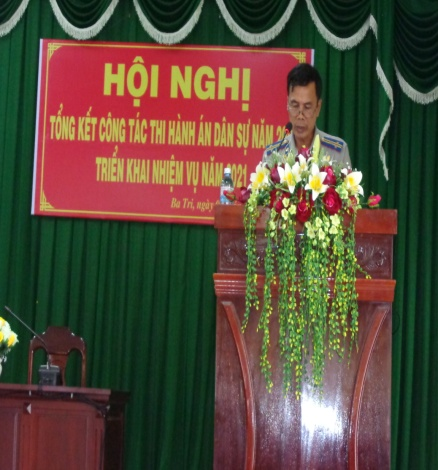 HỘI NGHỊ
TỔNG KẾT CÔNG TÁC THI HÀNH ÁN DÂN SỰ NĂM
TRIỂN KHAI NHIỆM VỤ NĂM 2021
Ba Tri, ngày